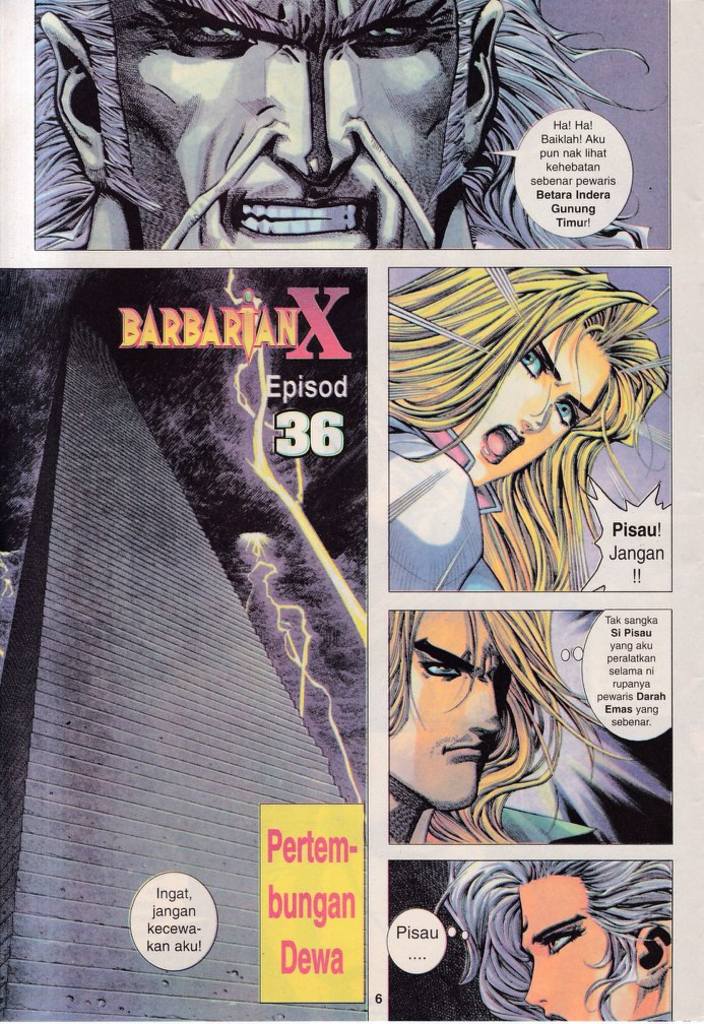 Ha! Ha!
Baiklah! Aku
pun nak lihat
kehebatan
sebenar pewaris
Betara Indera
Gunung
Timur!
BARBARIAN X
Episod
36
Ingat,
jangan
kecewa-
kan aku!
Pertem-
bungan
Dewa
Pisau!
Jangan
!!
Tak sangka
Si Pisau
yang aku
peralatkan
selama ni
rupanya
pewaris Darah
Emas yang
sebenar.
Pisau
....
6